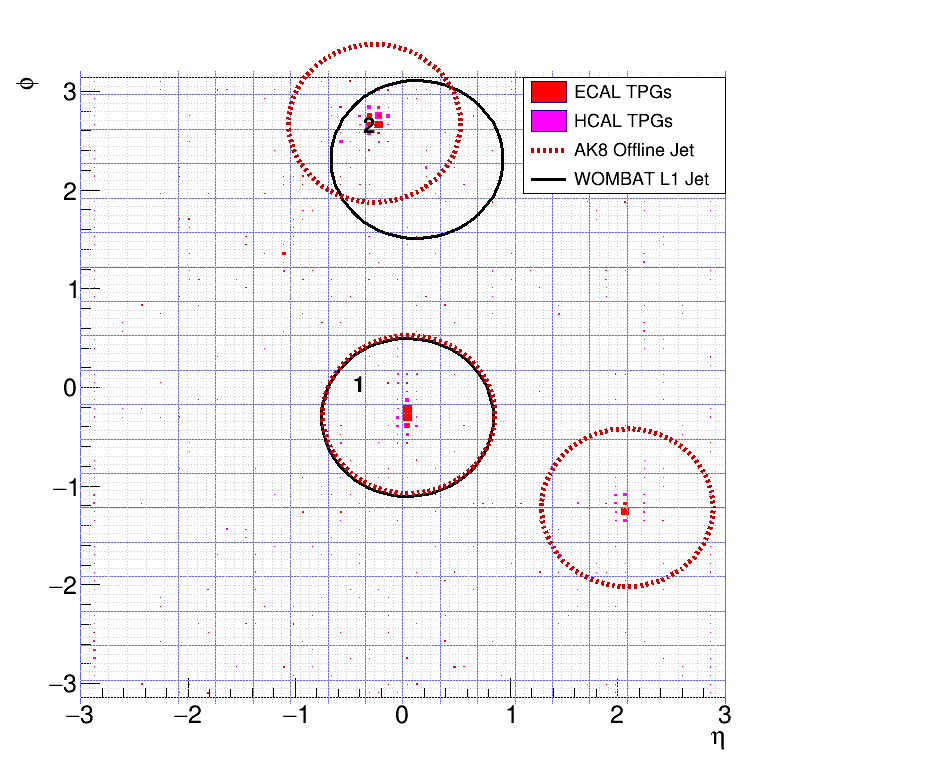 ϕ
3
2
1
0
−1
−2
−3
ECAL TPGs
HCAL TPGs
AK8 Offline Jet
WOMBAT L1 Jet
2
1
−3 −2 −1 0 1 2 3
η